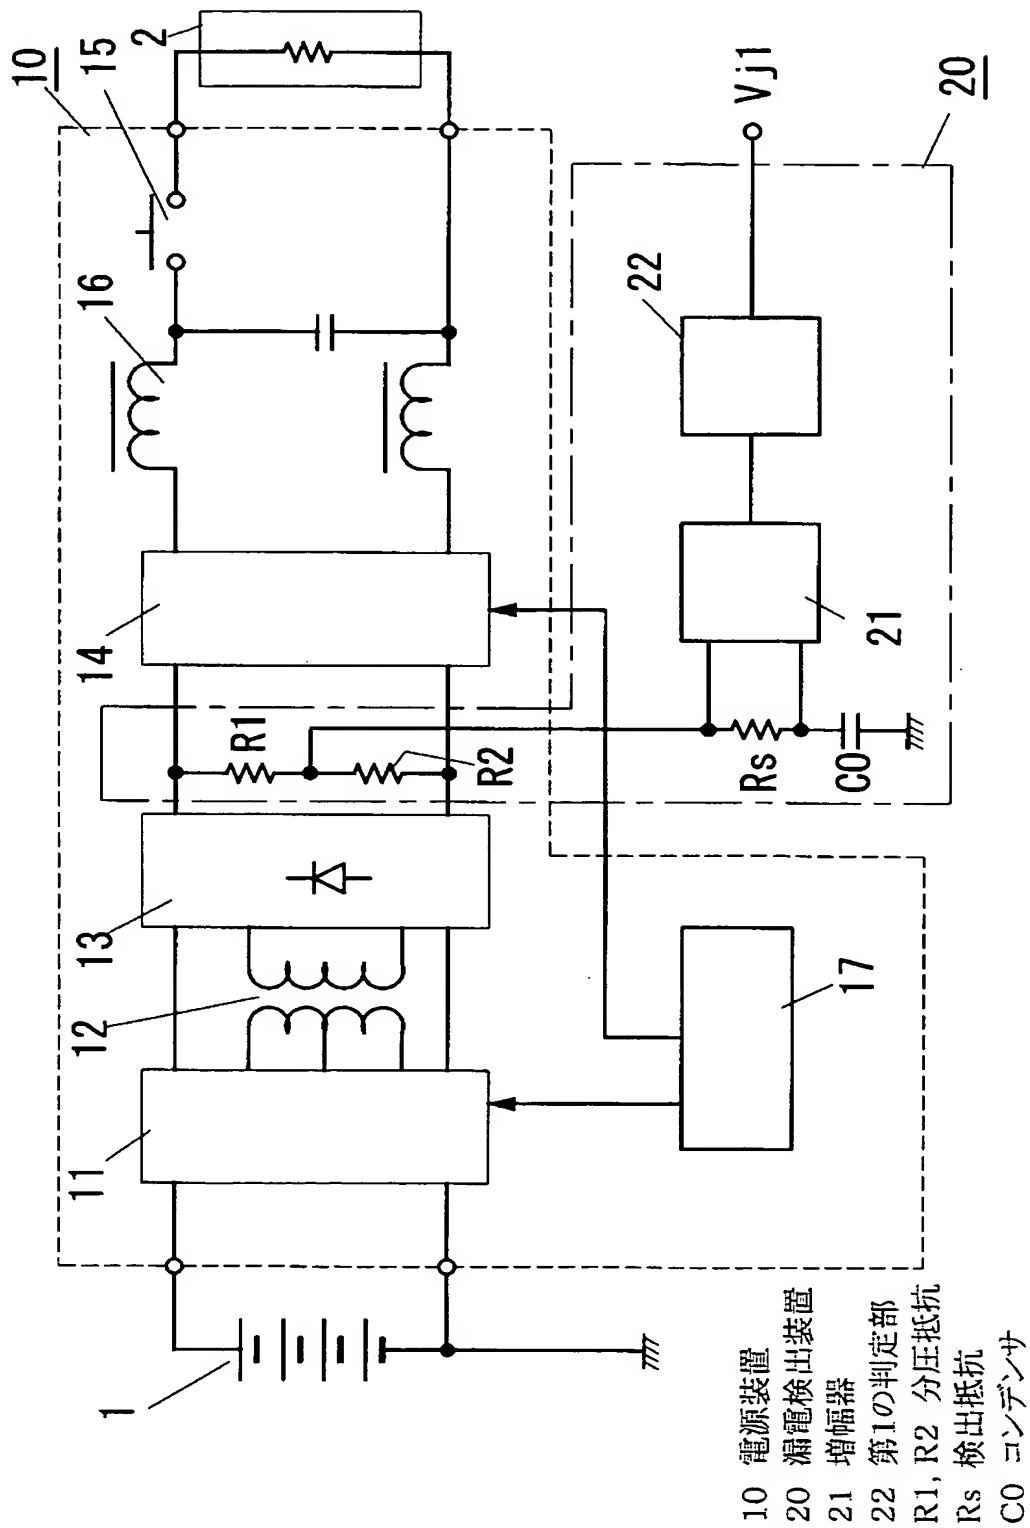 10
15
2
16
14
R1
R2
13
12
11
1
Vj1
20
22
21
Rs
C0
17
10 電源装置
20 漏電検出装置
21 増幅器
22 第1の判定部
R1, R2 分圧抵抗
Rs 検出抵抗
C0 コンデンサ